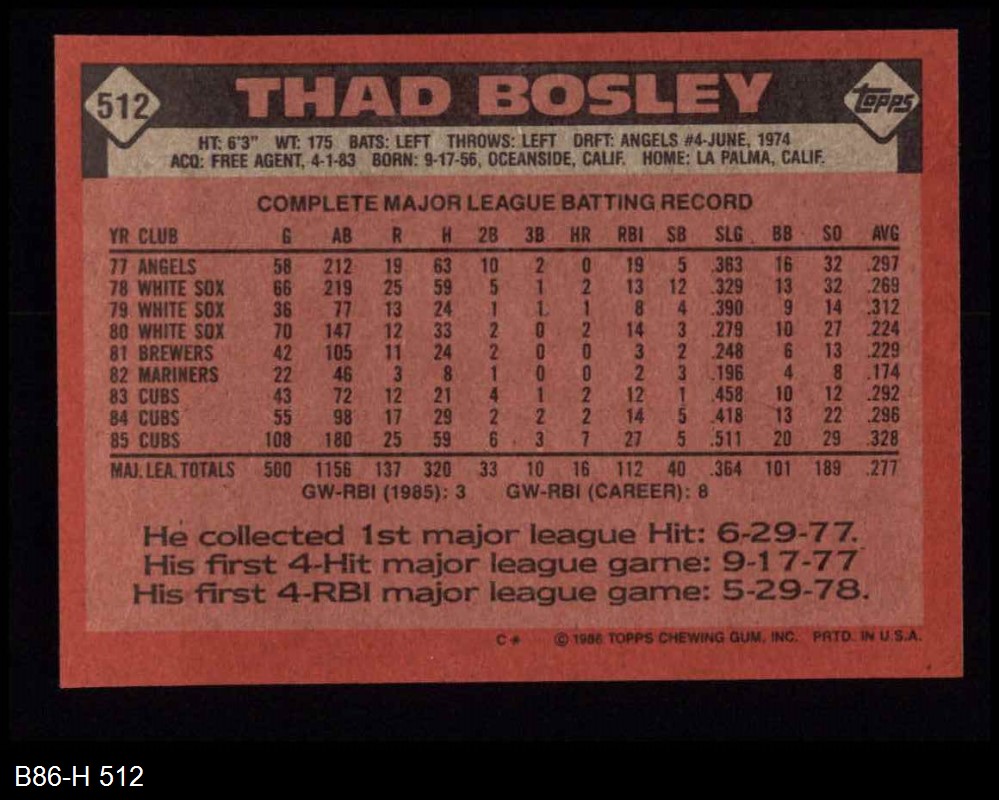 512 THAD BOSLEY Topps
HT: 6'3" WT: 175 BATS: LEFT THROWS: LEFT DRFT: ANGELS #4-JUNE, 1974
ACQ: FREE AGENT, 4-1-83 BORN: 9-17-56, OCEANSIDE, CALIF. HOME: LA PALMA, CALIF.
COMPLETE MAJOR LEAGUE BATTING RECORD
YR CLUB G AB R H 2B 3B HR RBI SB SLG BB SO AVG
77 ANGELS 58 212 19 63 10 2 0 19 5 .363 16 32 .297
78 WHITE SOX 66 219 25 59 5 1 2 13 12 .329 13 32 .269
79 WHITE SOX 36 77 13 24 1 1 1 8 4 .390 9 14 .312
80 WHITE SOX 70 147 12 33 2 0 2 14 3 .279 10 27 .224
81 BREWERS 42 105 11 24 2 0 0 3 2 .248 6 13 .229
82 MARINERS 22 46 3 8 1 0 0 2 3 .196 4 8 .174
83 CUBS 43 72 12 21 4 1 2 12 1 .458 10 12 .292
84 CUBS 55 98 17 29 2 2 2 14 5 .418 13 22 .296
85 CUBS 108 180 25 59 6 3 7 27 5 .511 20 29 .328
MAJ. LEA. TOTALS 500 1156 137 320 33 10 16 112 40 .364 101 189 .277
GW-RBI (1985): 3 GW-RBI (CAREER): 8
He collected 1st major league Hit: 6-29-77.
His first 4-Hit major league game: 9-17-77
His first 4-RBI major league game: 5-29-78.
C* © 1986 TOPPS CHEWING GUM, INC. PRTD. IN U.S.A.
B86-H 512